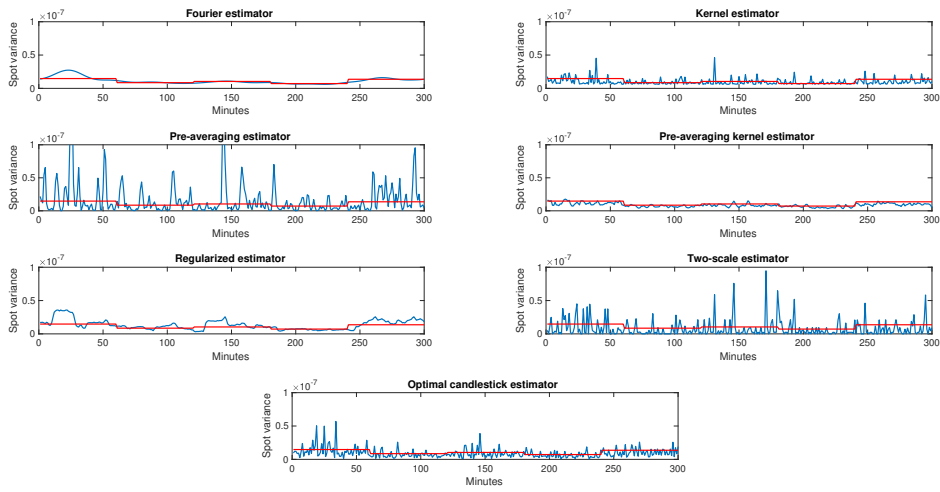 Fourier estimator
×10^-7
Spot variance
1
0.5
0
0 50 100 150 200 250 300
Minutes
Kernel estimator
×10^-7
Spot variance
1
0.5
0
0 50 100 150 200 250 300
Minutes
Pre-averaging estimator
×10^-7
Spot variance
1
0.5
0
0 50 100 150 200 250 300
Minutes
Pre-averaging kernel estimator
×10^-7
Spot variance
1
0.5
0
0 50 100 150 200 250 300
Minutes
Regularized estimator
×10^-7
Spot variance
1
0.5
0
0 50 100 150 200 250 300
Minutes
Two-scale estimator
×10^-7
Spot variance
1
0.5
0
0 50 100 150 200 250 300
Minutes
Optimal candlestick estimator
×10^-7
Spot variance
1
0.5
0
0 50 100 150 200 250 300
Minutes